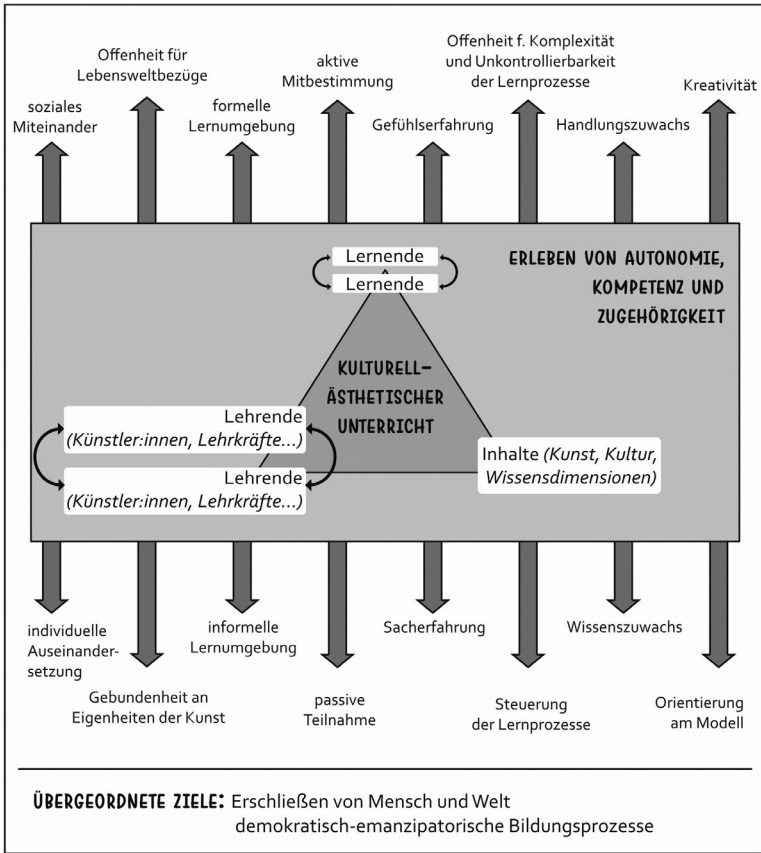 Offenheit für
Lebensweltbezüge
aktive
Mitbestimmung
Offenheit f. Komplexität
und Unkontrollierbarkeit
der Lernprozesse
Kreativität
soziales
Miteinander
formelle
Lernumgebung
Gefühlserfahrung
Handlungszuwachs
Lernende
Lernende
ERLEBEN VON AUTONOMIE,
KOMPETENZ UND
ZUGEHÖRIGKEIT
KULTURELL-
ÄSTHETISCHER
UNTERRICHT
Lehrende
(Künstler:innen, Lehrkräfte...)
Lehrende
(Künstler:innen, Lehrkräfte...)
Inhalte (Kunst, Kultur,
Wissensdimensionen)
individuelle
Auseinander-
setzung
informelle
Lernumgebung
Sacherfahrung
Wissenszuwachs
Gebundenheit an
Eigenheiten der Kunst
passive
Teilnahme
Steuerung
der Lernprozesse
Orientierung
am Modell
ÜBERGEORDNETE ZIELE: Erschließen von Mensch und Welt
demokratisch-emanzipatorische Bildungsprozesse